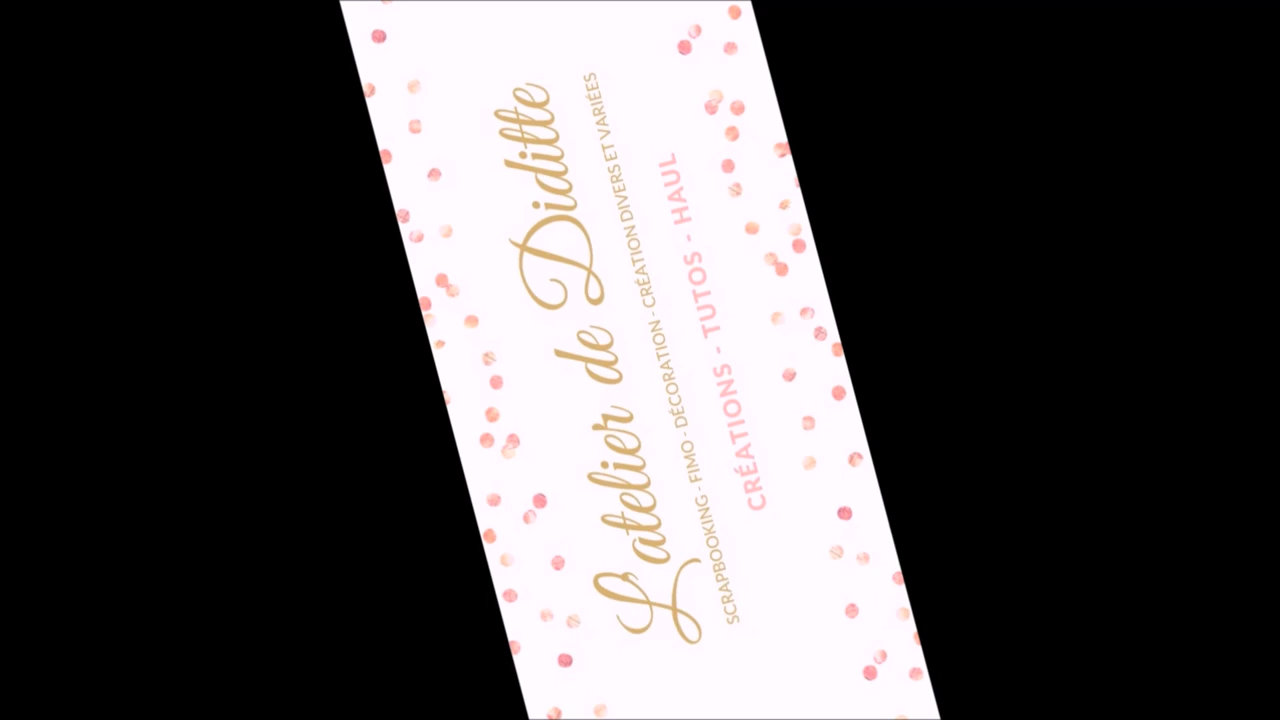 L'atelier de Diditte
SCRAPBOOKING - FIMO - DÉCORATION - CRÉATION DIVERS ET VARIÉES
CRÉATIONS - TUTOS - HAUL